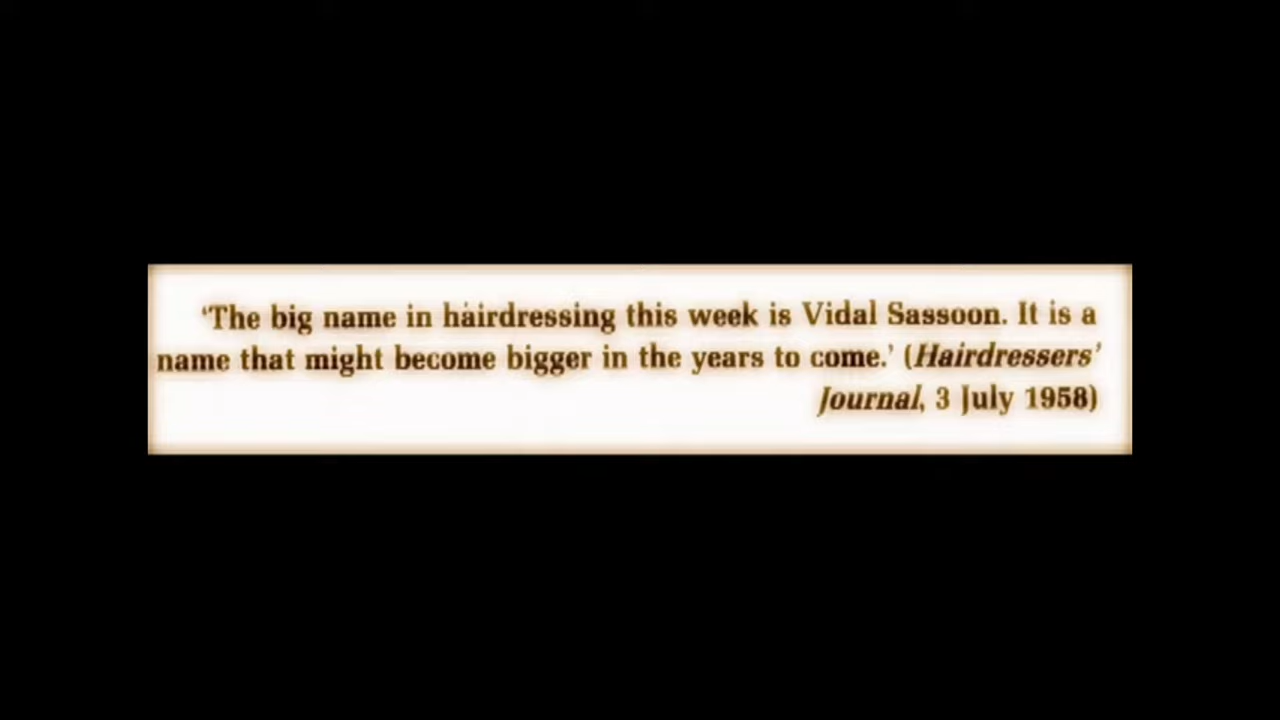 ‘The big name in hairdressing this week is Vidal Sassoon. It is a
name that might become bigger in the years to come.’ (Hairdressers’
Journal, 3 July 1958)